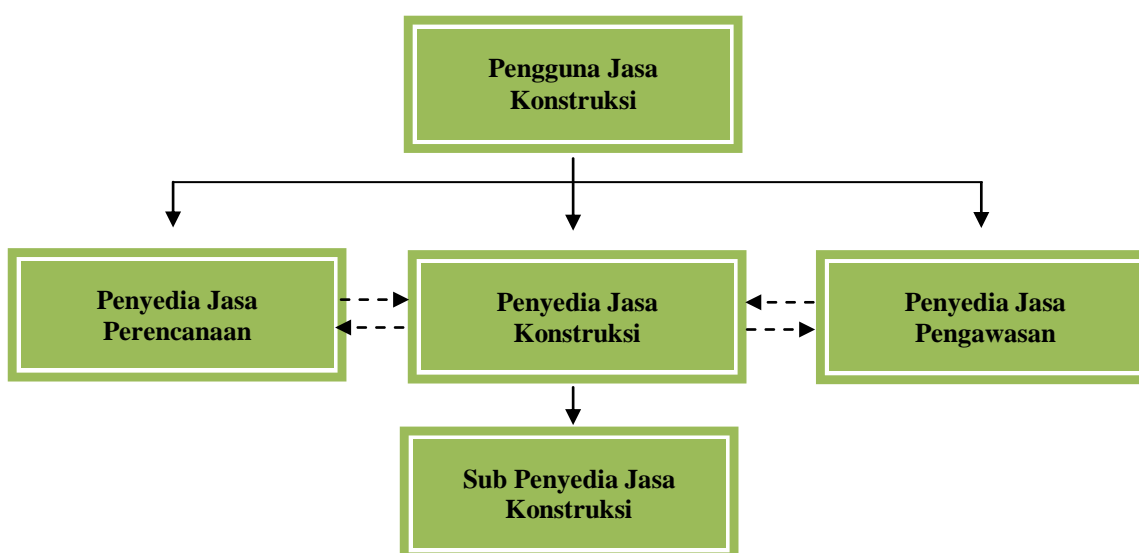 Pengguna Jasa
Konstruksi
Penyedia Jasa
Perencanaan
Penyedia Jasa
Konstruksi
Penyedia Jasa
Pengawasan
Sub Penyedia Jasa
Konstruksi